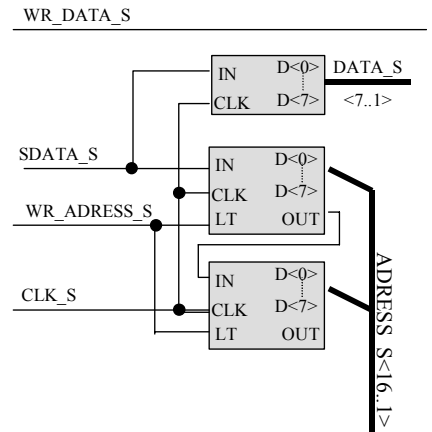 WR_DATA_S
IN D<0> DATA_S
CLK D<7> <7..1>
SDATA_S
IN D<0>
CLK D<7>
WR_ADRESS_S
LT OUT
IN D<0>
CLK_S
CLK D<7>
LT OUT
ADRESS_S<16..1>